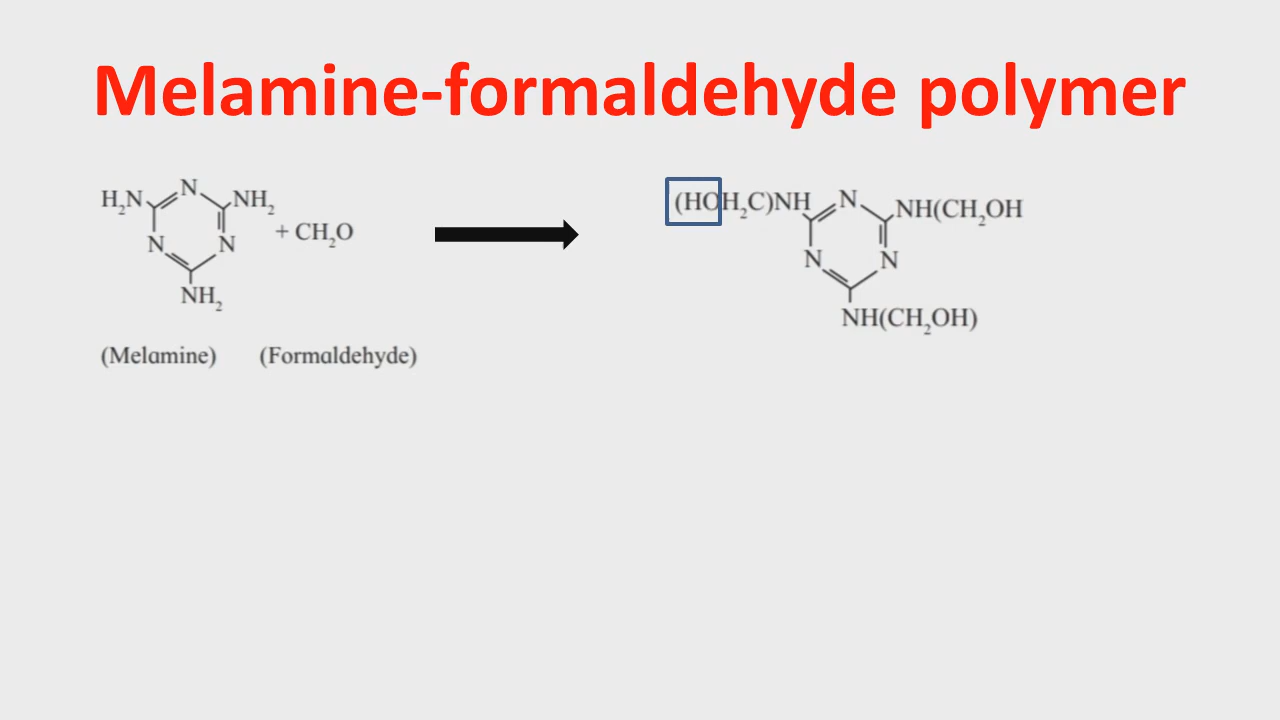 Melamine-formaldehyde polymer
H₂N N NH₂
N N + CH₂O
NH₂
(Melamine) (Formaldehyde)
(HOH₂C)NH N NH(CH₂OH
N N
NH(CH₂OH)